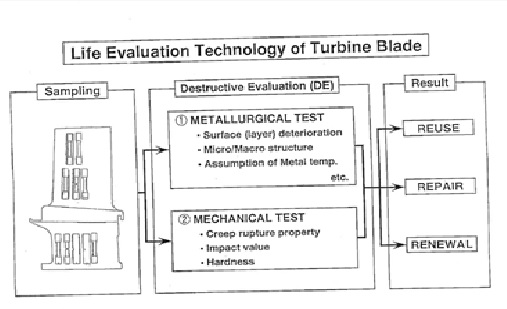 Life Evaluation Technology of Turbine Blade
Sampling
Destructive Evaluation (DE)
① METALLURGICAL TEST
・Surface (layer) deterioration
・Micro/Macro structure
・Assumption of Metal temp.
etc.
② MECHANICAL TEST
・Creep rupture property
・Impact value
・Hardness
Result
REUSE
REPAIR
RENEWAL